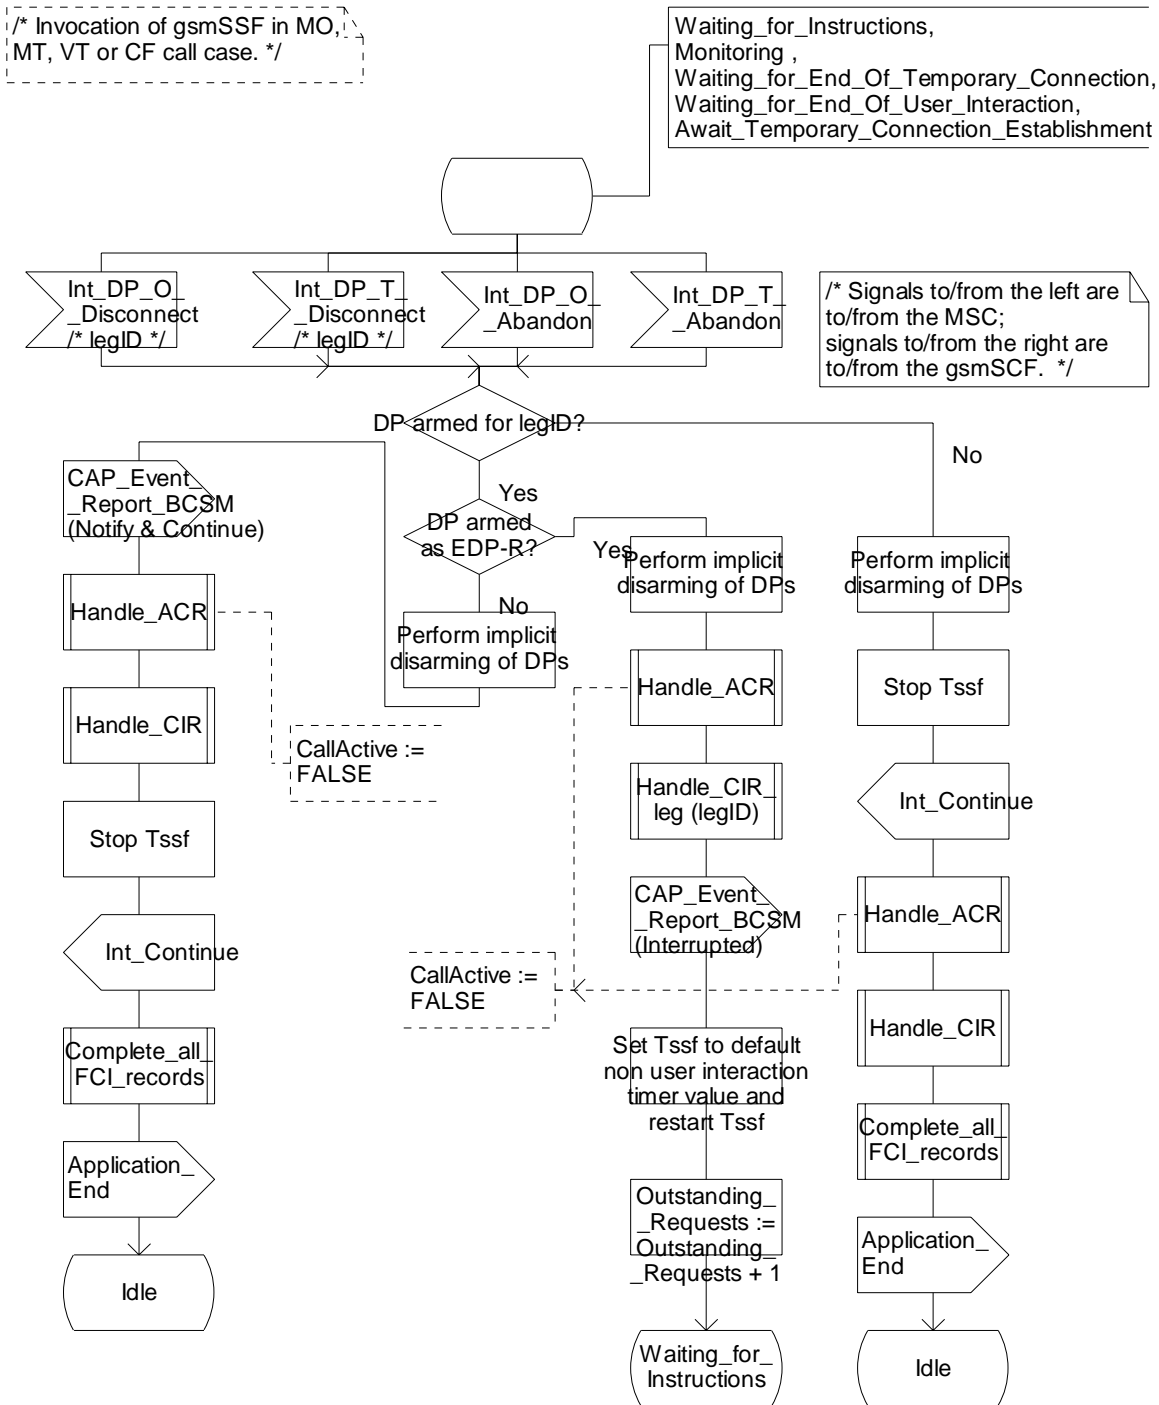 /* Invocation of gsmSSF in MO,
MT, VT or CF call case. */
Waiting_for_Instructions,
Monitoring ,
Waiting_for_End_Of_Temporary_Connection,
Waiting_for_End_Of_User_Interaction,
Await_Temporary_Connection_Establishment
Int_DP_O_
_Disconnect
/* legID */
Int_DP_T_
_Disconnect
/* legID */
Int_DP_O_
_Abandon
Int_DP_T_
_Abandon
/* Signals to/from the left are
to/from the MSC;
signals to/from the right are
to/from the gsmSCF.  */
DP armed for legID?
No
Yes
DP armed
as EDP-R?
Yes
No
CAP_Event_
_Report_BCSM
(Notify & Continue)
Handle_ACR
Handle_CIR
Stop Tssf
Int_Continue
Complete_all_
FCI_records
Application_
End
Idle
Perform implicit
disarming of DPs
CallActive :=
FALSE
Perform implicit
disarming of DPs
Handle_ACR
Handle_CIR_
leg (legID)
CAP_Event_
_Report_BCSM
(Interrupted)
CallActive :=
FALSE
Set Tssf to default
non user interaction
timer value and
restart Tssf
Outstanding_
_Requests :=
Outstanding_
_Requests + 1
Waiting_for_
Instructions
Perform implicit
disarming of DPs
Stop Tssf
Int_Continue
Handle_ACR
Handle_CIR
Complete_all_
FCI_records
Application_
End
Idle